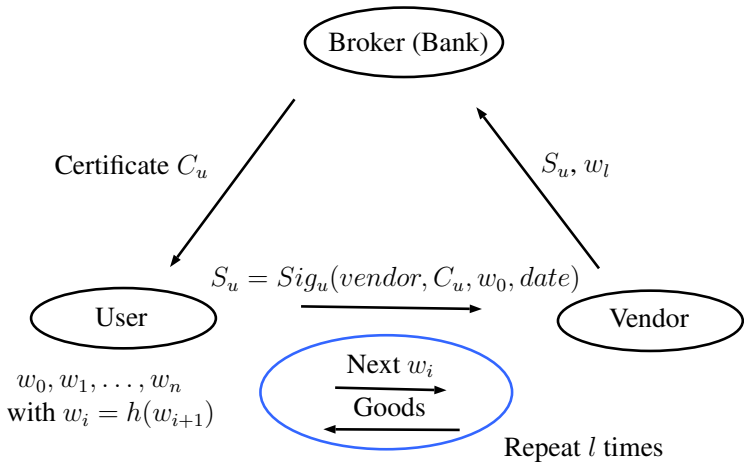 Broker (Bank)
Certificate $C_u$
$S_u$, $w_l$
$S_u = Sig_u(vendor, C_u, w_0, date)$
User
Vendor
$w_0, w_1, \ldots, w_n$
with $w_i = h(w_{i+1})$
Next $w_i$
Goods
Repeat $l$ times